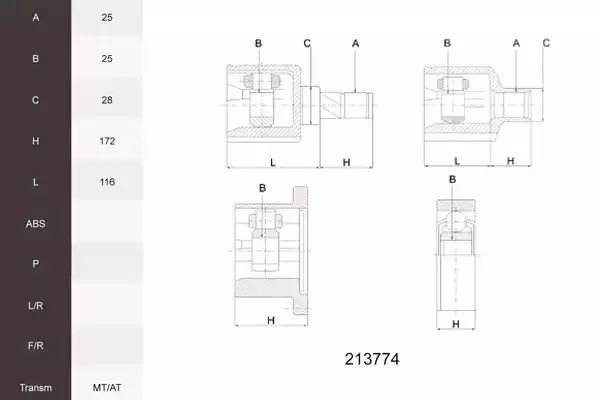 A 25
B 25
C 28
H 172
L 116
ABS
P
L/R
F/R
Transm MT/AT
B C A
B A C
L H
L H
B
B
H
H
213774